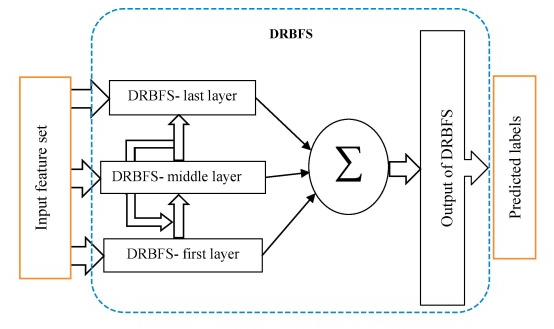 DRBFS
Input feature set
DRBFS- last layer
DRBFS- middle layer
DRBFS- first layer
Σ
Output of DRBFS
Predicted labels